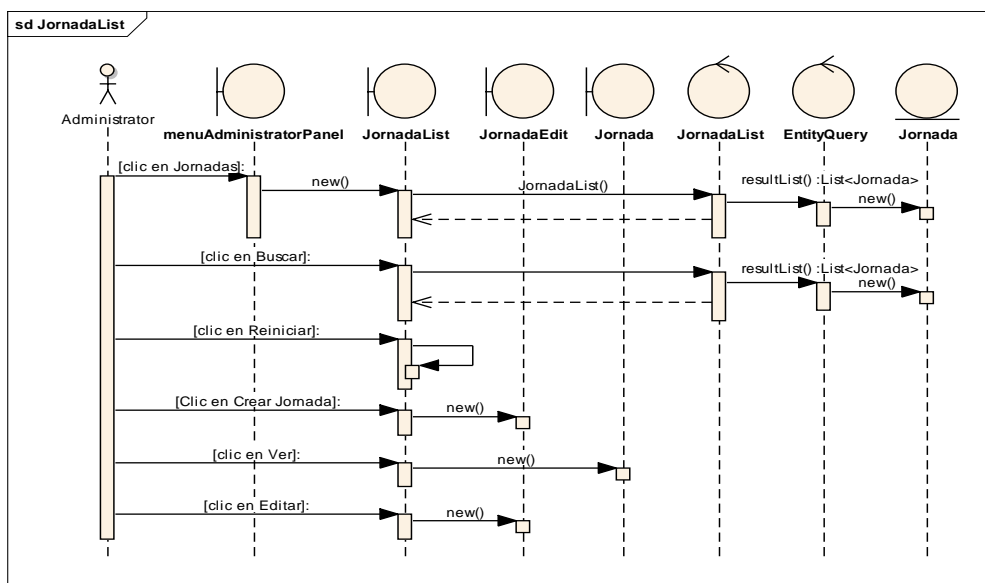 sd JornadaList
Administrator
menuAdministratorPanel
JornadaList
JornadaEdit
Jornada
JornadaList
EntityQuery
Jornada
[clic en Jornadas]:
new()
JornadaList()
resultList() :List<Jornada>
new()
[clic en Buscar]:
resultList() :List<Jornada>
new()
[clic en Reiniciar]:
[Clic en Crear Jornada]:
new()
[clic en Ver]:
new()
[clic en Editar]:
new()